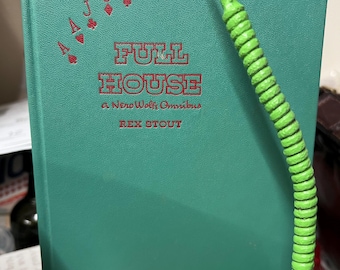 A A J
FULL
HOUSE
a Nero Wolfe Omnibus
REX STOUT